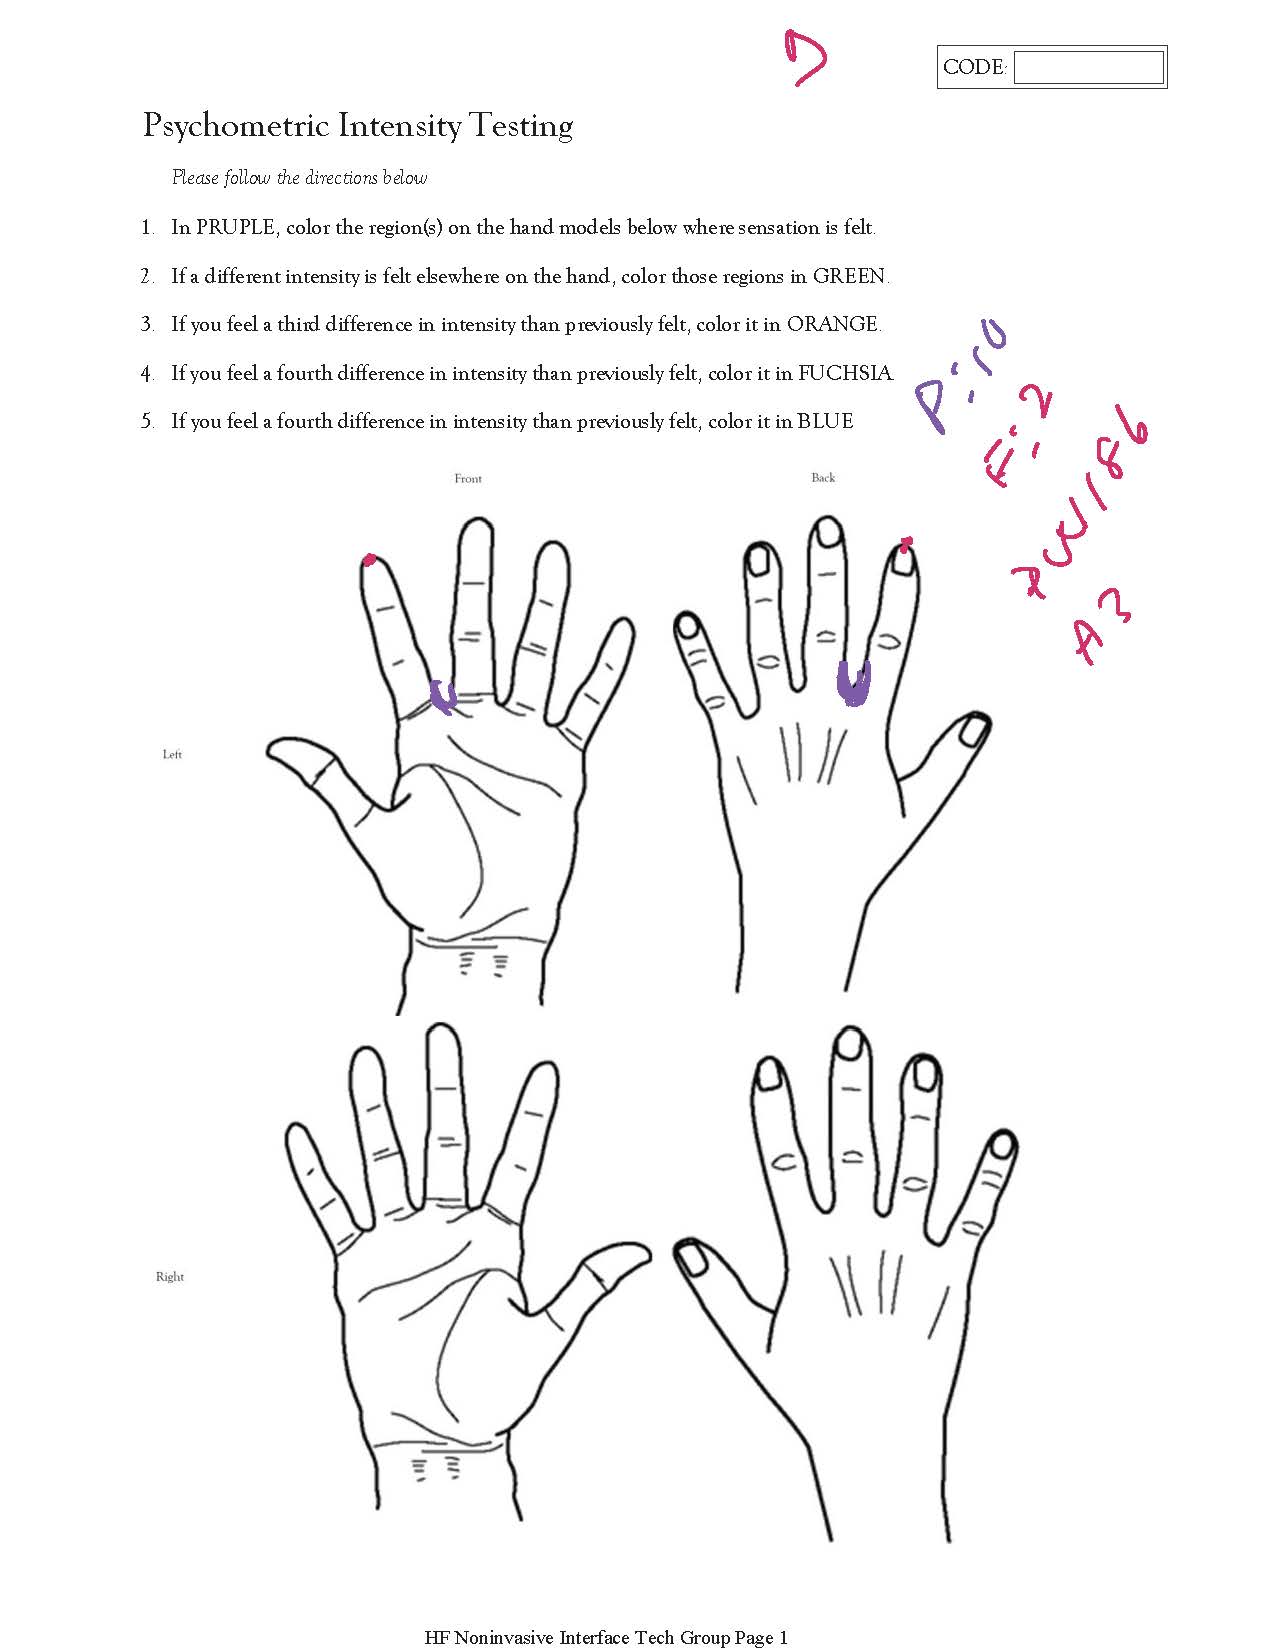 CODE:
Psychometric Intensity Testing
Please follow the directions below
1. In PRUPLE, color the region(s) on the hand models below where sensation is felt.
2. If a different intensity is felt elsewhere on the hand, color those regions in GREEN.
3. If you feel a third difference in intensity than previously felt, color it in ORANGE.
4. If you feel a fourth difference in intensity than previously felt, color it in FUCHSIA
5. If you feel a fourth difference in intensity than previously felt, color it in BLUE
P:10
F:2
186
A3
Front
Back
Left
Right
HF Noninvasive Interface Tech Group Page 1